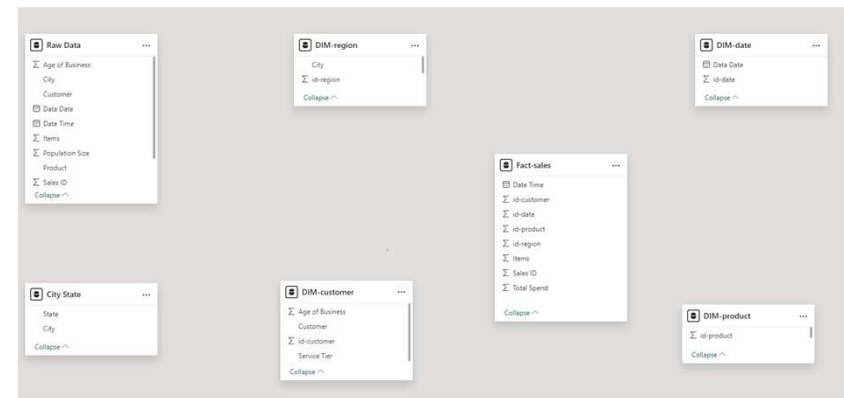 Raw Data
Σ Age of Business
City
Customer
Data Date
Date Time
Σ Items
Σ Population Size
Product
Σ Sales ID
Collapse
DIM-region
City
Σ id-region
Collapse
DIM-date
Data Date
Σ id-date
Collapse
Fact-sales
Date Time
Σ id-customer
Σ id-date
Σ id-product
Σ id-region
Σ Items
Σ Sales ID
Σ Total Spend
Collapse
City State
State
City
Collapse
DIM-customer
Σ Age of Business
Customer
Σ id-customer
Service Tier
Collapse
DIM-product
Σ id-product
Collapse